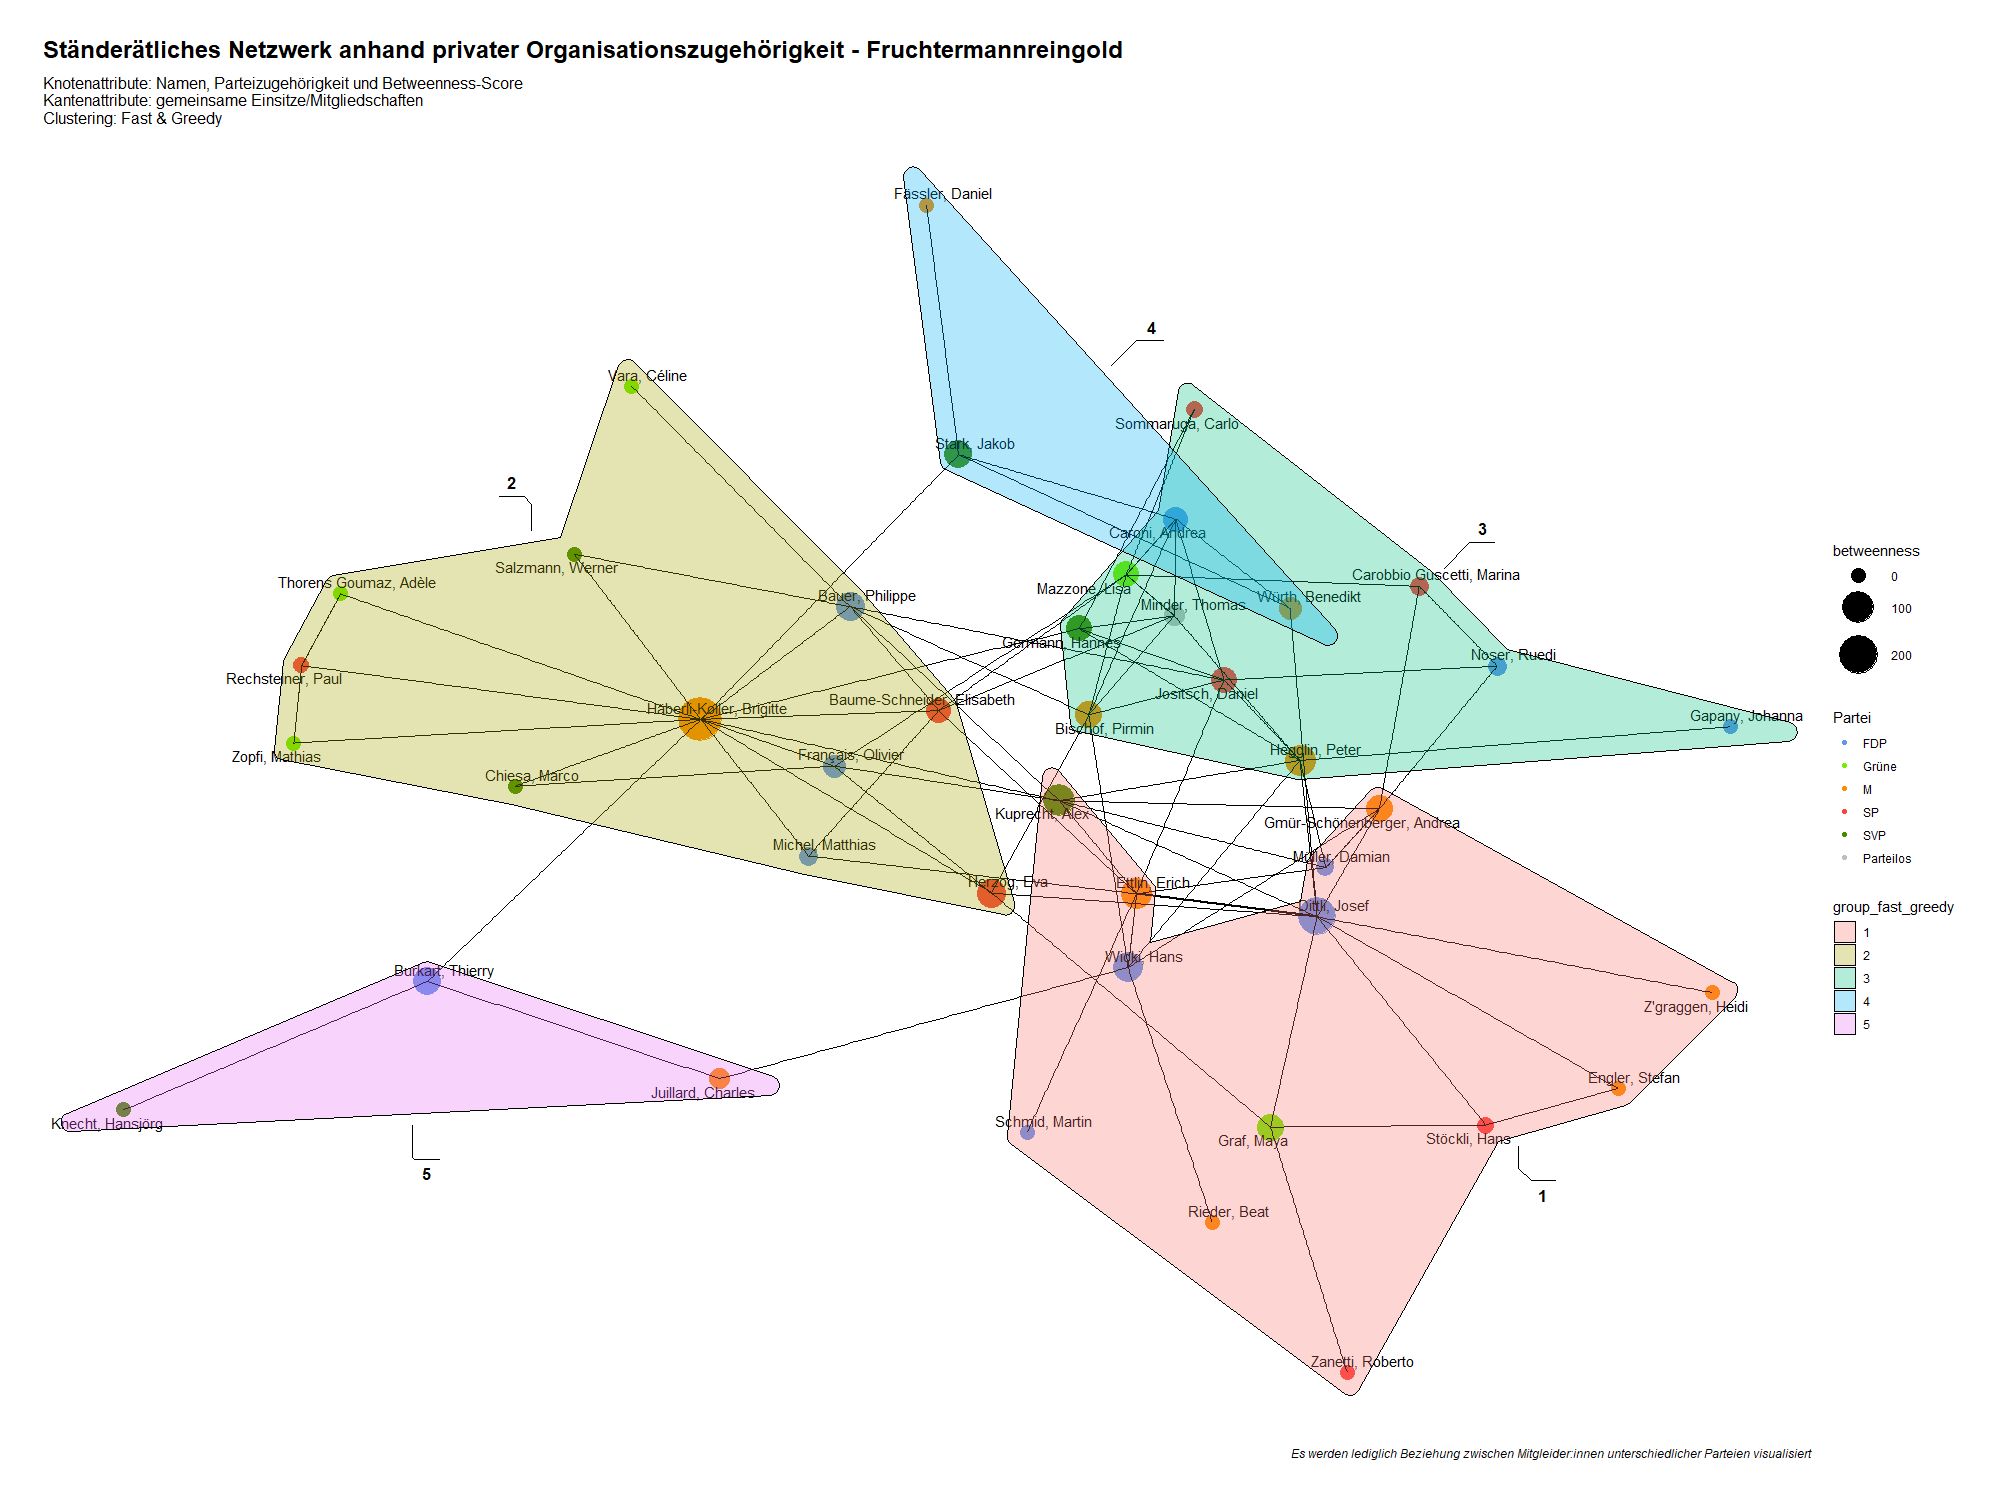 Ständerätliches Netzwerk anhand privater Organisationszugehörigkeit - Fruchtermannreingold
Knotenattribute: Namen, Parteizugehörigkeit und Betweenness-Score
Kantenattribute: gemeinsame Einsitze/Mitgliedschaften
Clustering: Fast & Greedy
Fässler, Daniel
4
Vara, Céline
Sommaruga, Carlo
Stark, Jakob
2
3
Caroni, Andrea
Salzmann, Werner
Carobbio Guscetti, Marina
Thorens Goumaz, Adèle
Mazzone, Lisa
Bauer, Philippe
Würth, Benedikt
Minder, Thomas
Germann, Hannes
Noser, Ruedi
Rechsteiner, Paul
Jositsch, Daniel
Baume-Schneider, Elisabeth
Häberli-Koller, Brigitte
Gapany, Johanna
Bischof, Pirmin
Hegglin, Peter
Zopfi, Mathias
Français, Olivier
Chiesa, Marco
Kuprecht, Alex
Gmür-Schönenberger, Andrea
Michel, Matthias
Müller, Damian
Herzog, Eva
Ettlin, Erich
Dittli, Josef
Wicki, Hans
Burkart, Thierry
Z'graggen, Heidi
Engler, Stefan
Juillard, Charles
Knecht, Hansjörg
Schmid, Martin
Graf, Maya
Stöckli, Hans
5
1
Rieder, Beat
Zanetti, Roberto
betweenness
0
100
200
Partei
FDP
Grüne
M
SP
SVP
Parteilos
group_fast_greedy
1
2
3
4
5
Es werden lediglich Beziehung zwischen Mitgleider:innen unterschiedlicher Parteien visualisiert